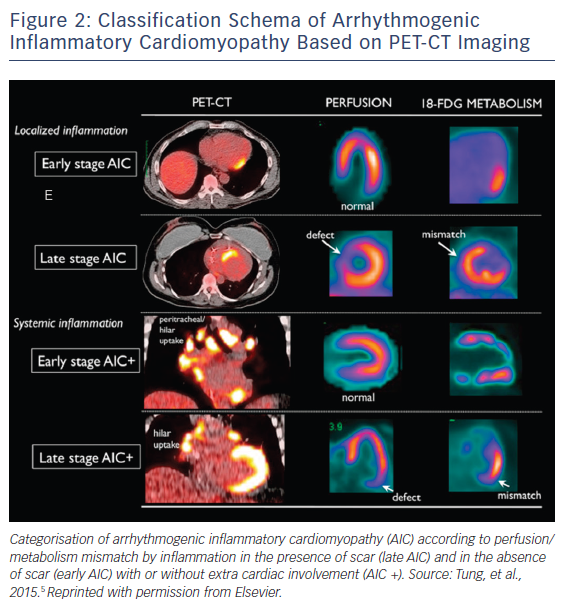 Figure 2: Classification Schema of Arrhythmogenic
Inflammatory Cardiomyopathy Based on PET-CT Imaging
PET-CT PERFUSION 18-FDG METABOLISM
Localized inflammation
Early stage AIC
E
normal
Late stage AIC
defect
mismatch
Systemic inflammation
peritracheal/
hilar
uptake
Early stage AIC+
normal
hilar
uptake
3.9
Late stage AIC+
defect
mismatch
Categorisation of arrhythmogenic inflammatory cardiomyopathy (AIC) according to perfusion/
metabolism mismatch by inflammation in the presence of scar (late AIC) and in the absence
of scar (early AIC) with or without extra cardiac involvement (AIC +). Source: Tung, et al.,
2015.5 Reprinted with permission from Elsevier.